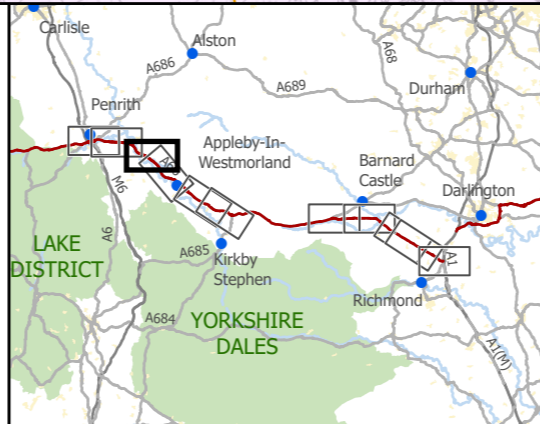 Carlisle
Alston
A68
A686
A689
Durham
Penrith
Appleby-In-
Westmorland
Barnard
Castle
Darlington
M6
A6
LAKE
DISTRICT
A685
Kirkby
Stephen
A1
Richmond
A684
YORKSHIRE
DALES
A1(M)